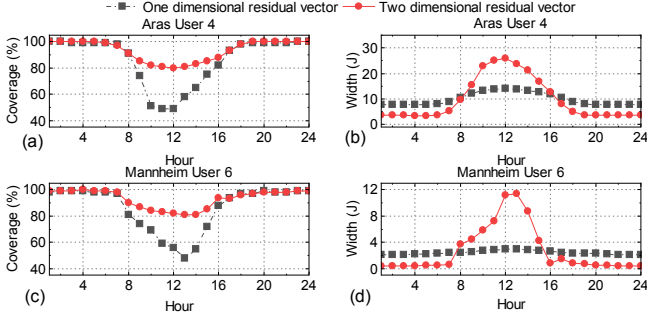 One dimensional residual vector Two dimensional residual vector
Aras User 4 Aras User 4
Coverage (%)
100
80
60
40
4 8 12 16 20 24
Hour
(a)
Width (J)
30
20
10
0
4 8 12 16 20 24
Hour
(b)
Mannheim User 6 Mannheim User 6
Coverage (%)
100
80
60
40
4 8 12 16 20 24
Hour
(c)
Width (J)
12
8
4
0
4 8 12 16 20 24
Hour
(d)